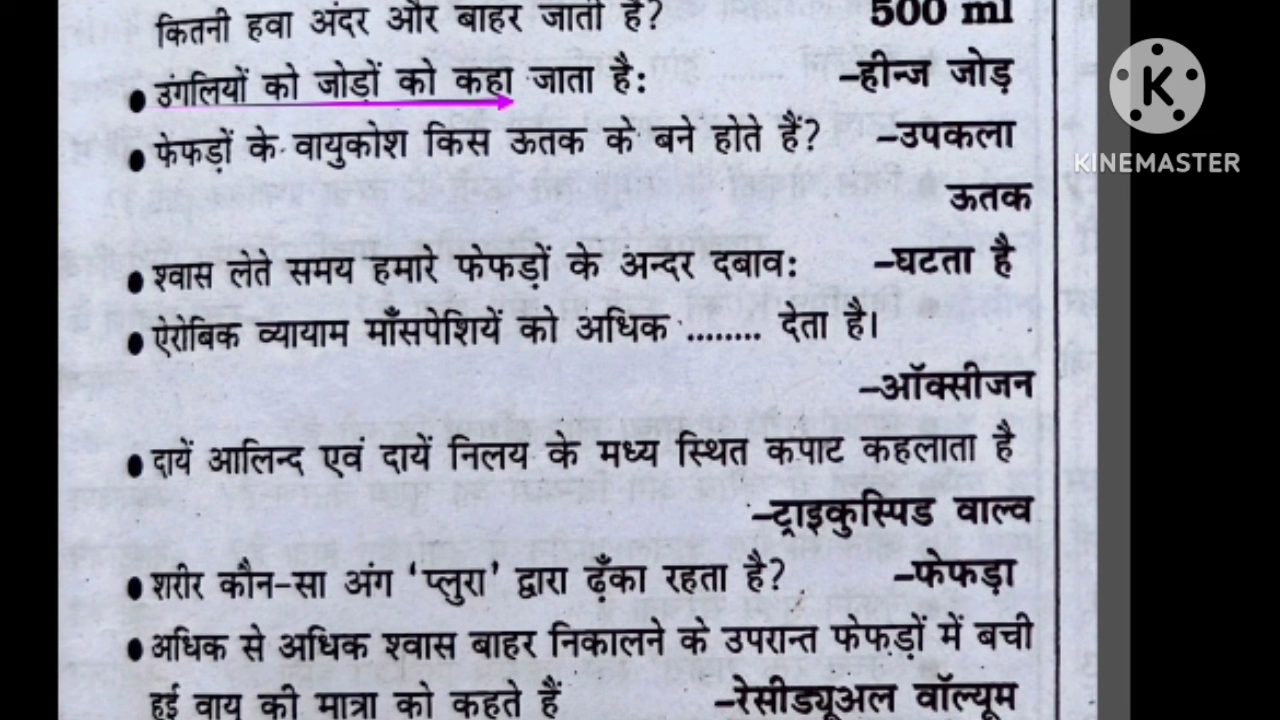 कितनी हवा अंदर और बाहर जाती है? 500 ml
• उंगलियों को जोड़ों को कहा जाता है: –हीन्ज जोड़
• फेफड़ों के वायुकोश किस ऊतक के बने होते हैं? –उपकला
ऊतक
• श्वास लेते समय हमारे फेफड़ों के अन्दर दबाव: –घटता है
• ऐरोबिक व्यायाम माँसपेशियें को अधिक ........ देता है।
–ऑक्सीजन
• दायें आलिन्द एवं दायें निलय के मध्य स्थित कपाट कहलाता है
–ट्राइकुस्पिड वाल्व
• शरीर कौन-सा अंग ‘प्लुरा’ द्वारा ढ़ँका रहता है? –फेफड़ा
• अधिक से अधिक श्वास बाहर निकालने के उपरान्त फेफड़ों में बची
हुई वायु की मात्रा को कहते हैं –रेसीड्यूअल वॉल्यूम
K
KINEMASTER